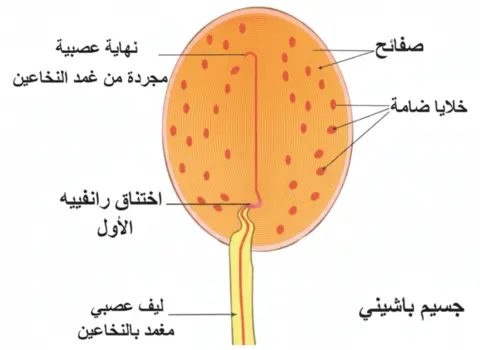 صفائح
خلايا ضامة
نهاية عصبية
مجردة من غمد النخاعين
اختناق رانفييه
الأول
ليف عصبي
مغمد بالنخاعين
جسيم باشيني